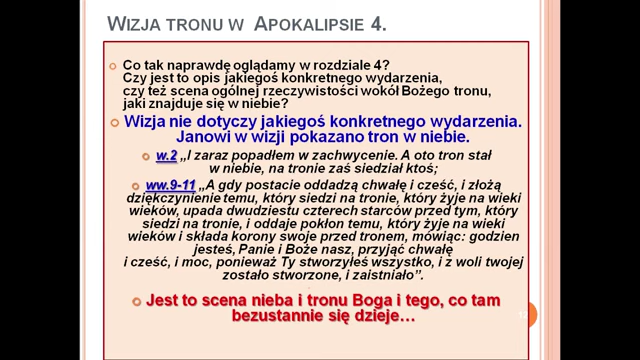 WIZJA TRONU W APOKALIPSIE 4.
Co tak naprawdę oglądamy w rozdziale 4?
Czy jest to opis jakiegoś konkretnego wydarzenia,
czy też scena ogólnej rzeczywistości wokół Bożego tronu,
jaki znajduje się w niebie?
Wizja nie dotyczy jakiegoś konkretnego wydarzenia.
Janowi w wizji pokazano tron w niebie.
w.2 „I zaraz popadłem w zachwycenie. A oto tron stał
w niebie, na tronie zaś siedział ktoś;
ww.9-11 „A gdy postacie oddadzą chwałę i cześć, i złożą
dziękczynienie temu, który siedzi na tronie, który żyje na wieki
wieków, upada dwudziestu czterech starców przed tym, który
siedzi na tronie, i oddaje pokłon temu, który żyje na wieki
wieków i składa korony swoje przed tronem, mówiąc: godzien
jesteś, Panie i Boże nasz, przyjąć chwałę
i cześć, i moc, ponieważ Ty stworzyłeś wszystko, i z woli twojej
zostało stworzone, i zaistniało”.
Jest to scena nieba i tronu Boga i tego, co tam
bezustannie się dzieje…